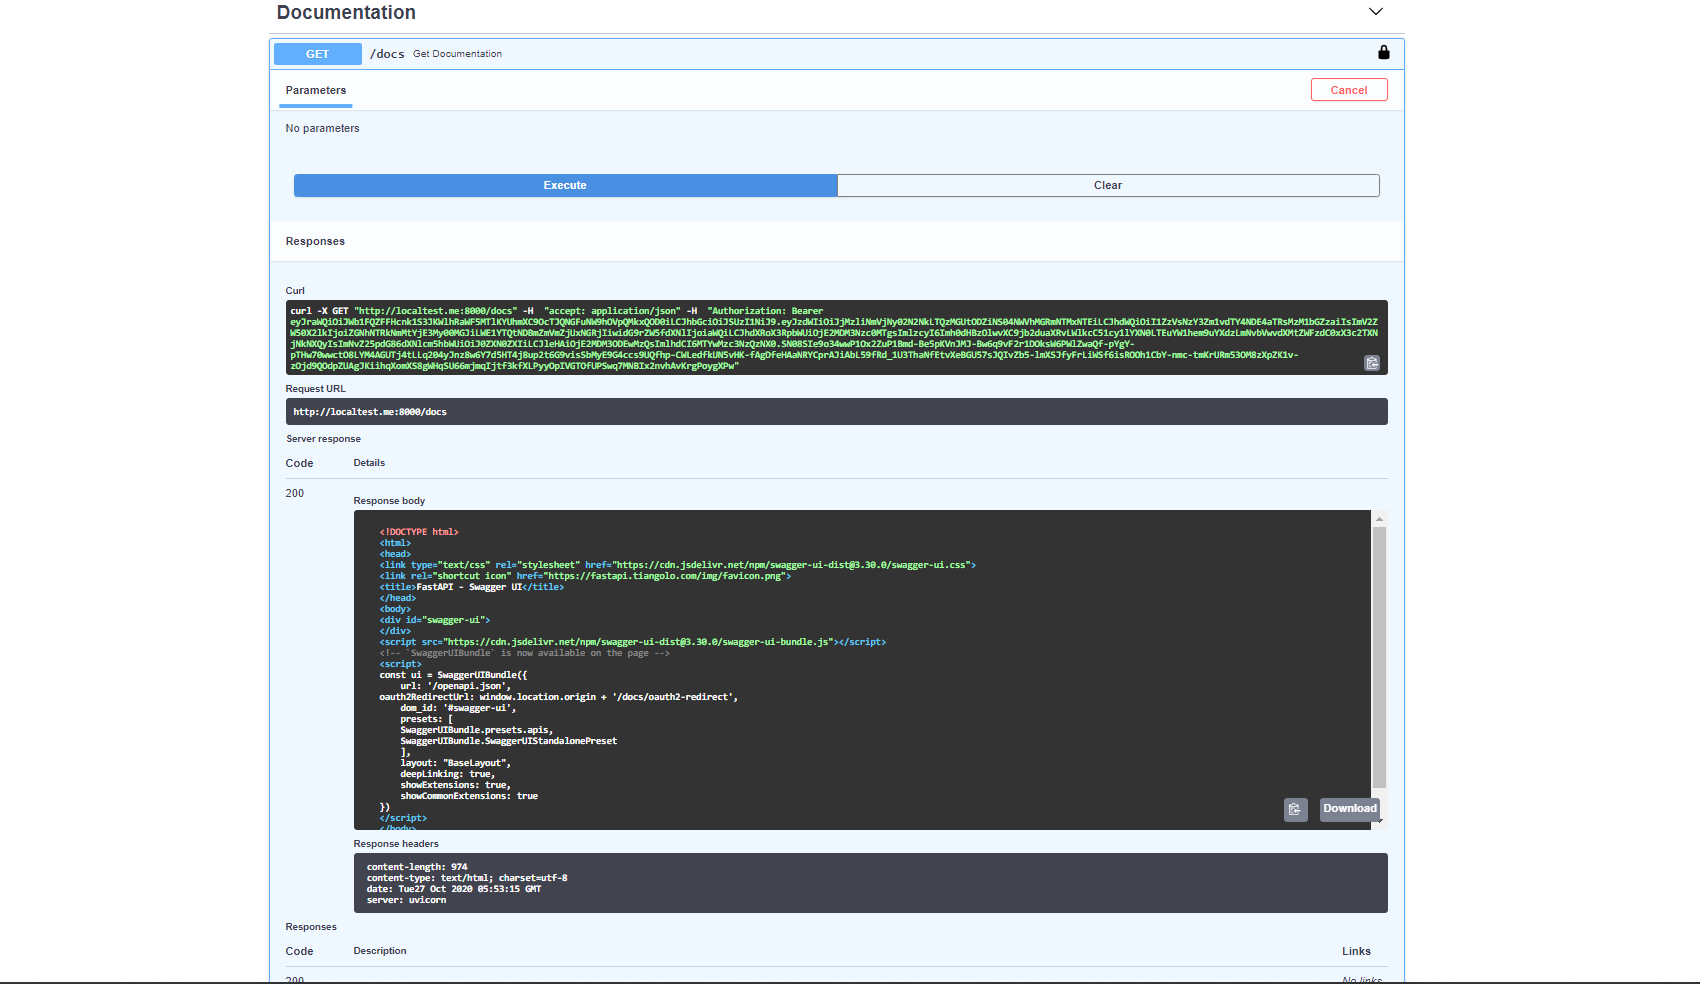 Documentation
GET /docs Get Documentation
Parameters
Cancel
No parameters
Execute
Clear
Responses
Curl
curl -X GET "http://localtest.me:8000/docs" -H  "accept: application/json" -H  "Authorization: Bearer
Request URL
http://localtest.me:8000/docs
Server response
Code Details
200
Response body
<!DOCTYPE html>
<html>
<head>
<link type="text/css" rel="stylesheet" href="https://cdn.jsdelivr.net/npm/swagger-ui-dist@3.30.0/swagger-ui.css">
<link rel="shortcut icon" href="https://fastapi.tiangolo.com/img/favicon.png">
<title>FastAPI - Swagger UI</title>
</head>
<body>
<div id="swagger-ui">
</div>
<script src="https://cdn.jsdelivr.net/npm/swagger-ui-dist@3.30.0/swagger-ui-bundle.js"></script>
<!-- `SwaggerUIBundle` is now available on the page -->
<script>
const ui = SwaggerUIBundle({
    url: '/openapi.json',
oauth2RedirectUrl: window.location.origin + '/docs/oauth2-redirect',
    dom_id: '#swagger-ui',
    presets: [
    SwaggerUIBundle.presets.apis,
    SwaggerUIBundle.SwaggerUIStandalonePreset
    ],
    layout: "BaseLayout",
    deepLinking: true,
    showExtensions: true,
    showCommonExtensions: true
})
</script>
</body>
Download
Response headers
content-length: 974
content-type: text/html; charset=utf-8
date: Tue27 Oct 2020 05:53:15 GMT
server: uvicorn
Responses
Code Description Links
200 No links